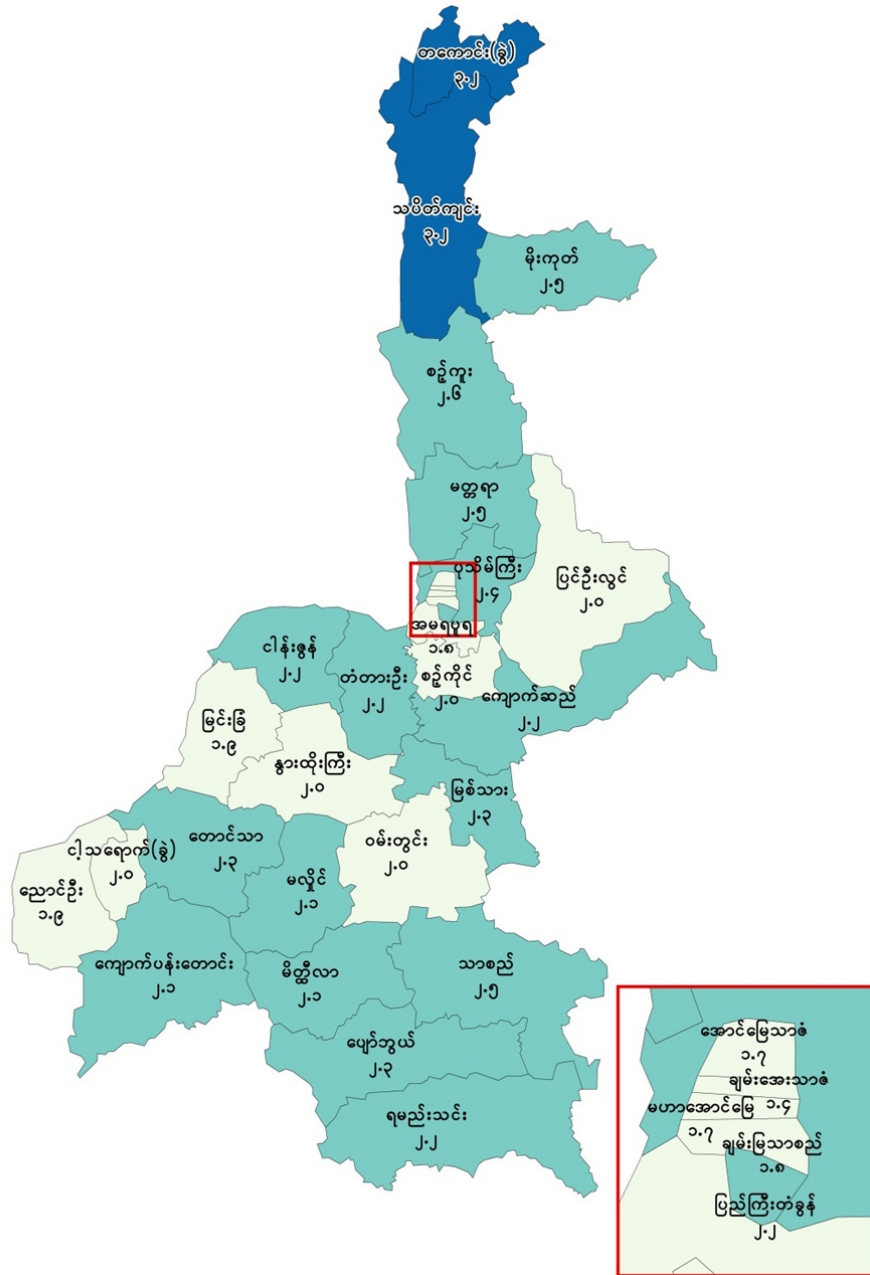 တကောင်း(ခွဲ)
၃.၂
သပိတ်ကျင်း
၃.၂
မိုးကုတ်
၂.၅
စဉ့်ကူး
၂.၆
မတ္တရာ
၂.၅
ပုသိမ်ကြီး
၂.၄
ပြင်ဦးလွင်
၂.၀
အမရပူရ
၁.၈
စဉ့်ကိုင်
၂.၀
ကျောက်ဆည်
၂.၂
ငါန်းဇွန်
၂.၂
တံတားဦး
၂.၂
မြင်းခြံ
၁.၉
နွားထိုးကြီး
၂.၀
မြစ်သား
၂.၃
တောင်သာ
၂.၃
ဝမ်းတွင်း
၂.၀
ငါ့သရောက်(ခွဲ)
၂.၀
ညောင်ဦး
၁.၉
မလှိုင်
၂.၁
ကျောက်ပန်းတောင်း
၂.၁
မိတ္ထီလာ
၂.၁
သာစည်
၂.၅
ပျော်ဘွယ်
၂.၃
ရမည်းသင်း
၂.၂
အောင်မြေသာဇံ
၁.၇
ချမ်းအေးသာဇံ
၁.၄
မဟာအောင်မြေ
၁.၇
ချမ်းမြသာစည်
၁.၈
ပြည်ကြီးတံခွန်
၂.၂